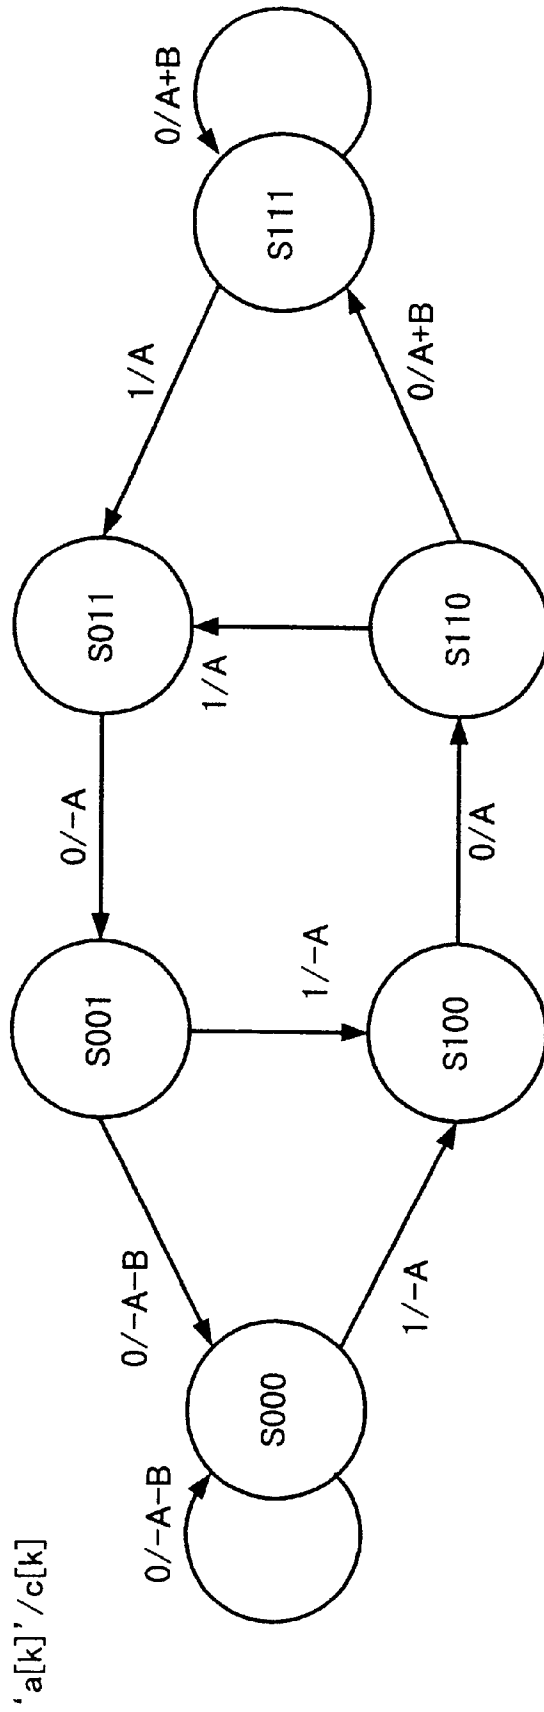 'a[k]'/c[k]
0/-A-B
S000
0/-A-B
1/-A
S001
1/-A
S100
0/-A
0/A
S011
1/A
S110
1/A
0/A+B
S111
0/A+B